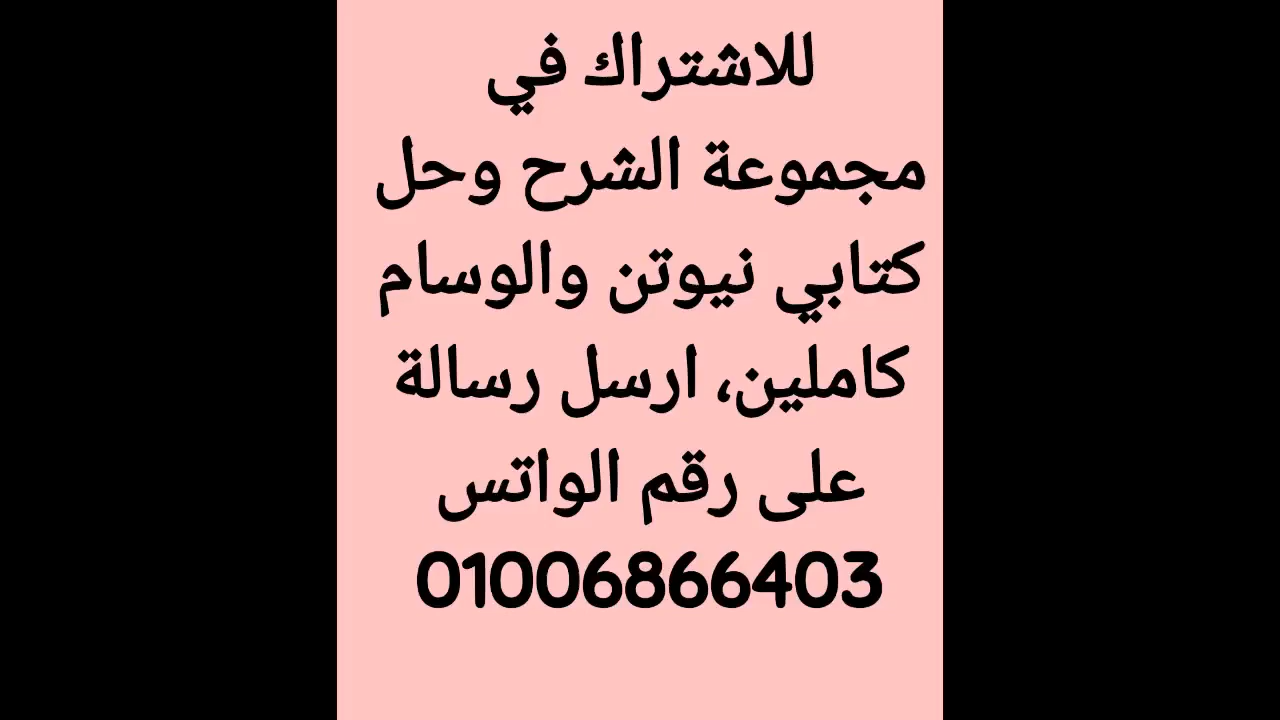 للاشتراك في
مجموعة الشرح وحل
كتابي نيوتن والوسام
كاملين، ارسل رسالة
على رقم الواتس
01006866403